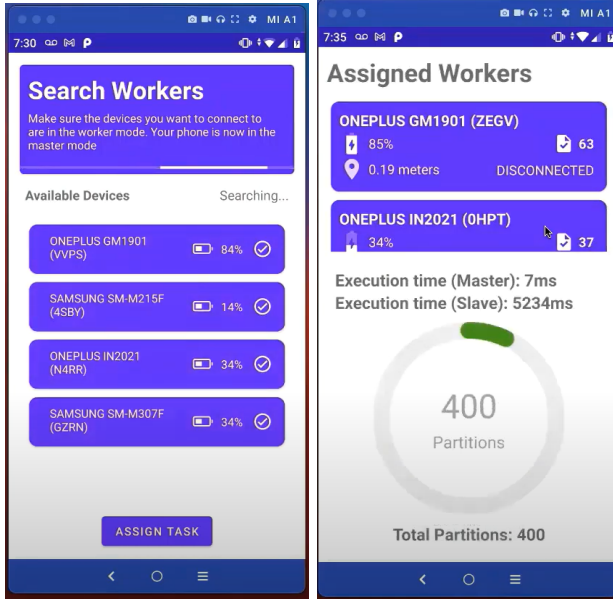 MI A1
7:30
Search Workers
Make sure the devices you want to connect to
are in the worker mode. Your phone is now in the
master mode
Available Devices Searching...
ONEPLUS GM1901
(VVPS)
84%
SAMSUNG SM-M215F
(4SBY)
14%
ONEPLUS IN2021
(N4RR)
34%
SAMSUNG SM-M307F
(GZRN)
34%
ASSIGN TASK
MI A1
7:35
Assigned Workers
ONEPLUS GM1901 (ZEGV)
85% 63
0.19 meters DISCONNECTED
ONEPLUS IN2021 (0HPT)
34% 37
Execution time (Master): 7ms
Execution time (Slave): 5234ms
400
Partitions
Total Partitions: 400